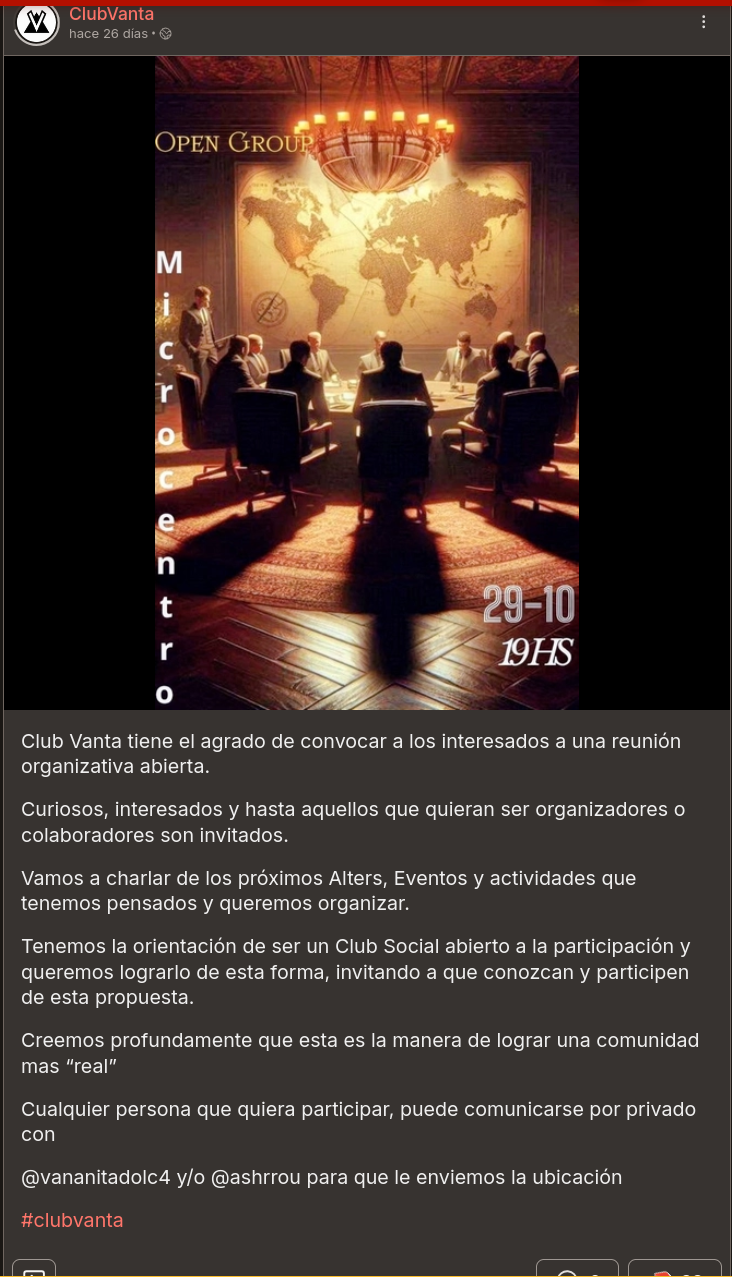 ClubVanta
hace 26 días •
OPEN GROUP
Microcentro
29-10
19HS
Club Vanta tiene el agrado de convocar a los interesados a una reunión
organizativa abierta.
Curiosos, interesados y hasta aquellos que quieran ser organizadores o
colaboradores son invitados.
Vamos a charlar de los próximos Alters, Eventos y actividades que
tenemos pensados y queremos organizar.
Tenemos la orientación de ser un Club Social abierto a la participación y
queremos lograrlo de esta forma, invitando a que conozcan y participen
de esta propuesta.
Creemos profundamente que esta es la manera de lograr una comunidad
mas “real”
Cualquier persona que quiera participar, puede comunicarse por privado
con
@vananitadolc4 y/o @ashrrou para que le enviemos la ubicación
#clubvanta